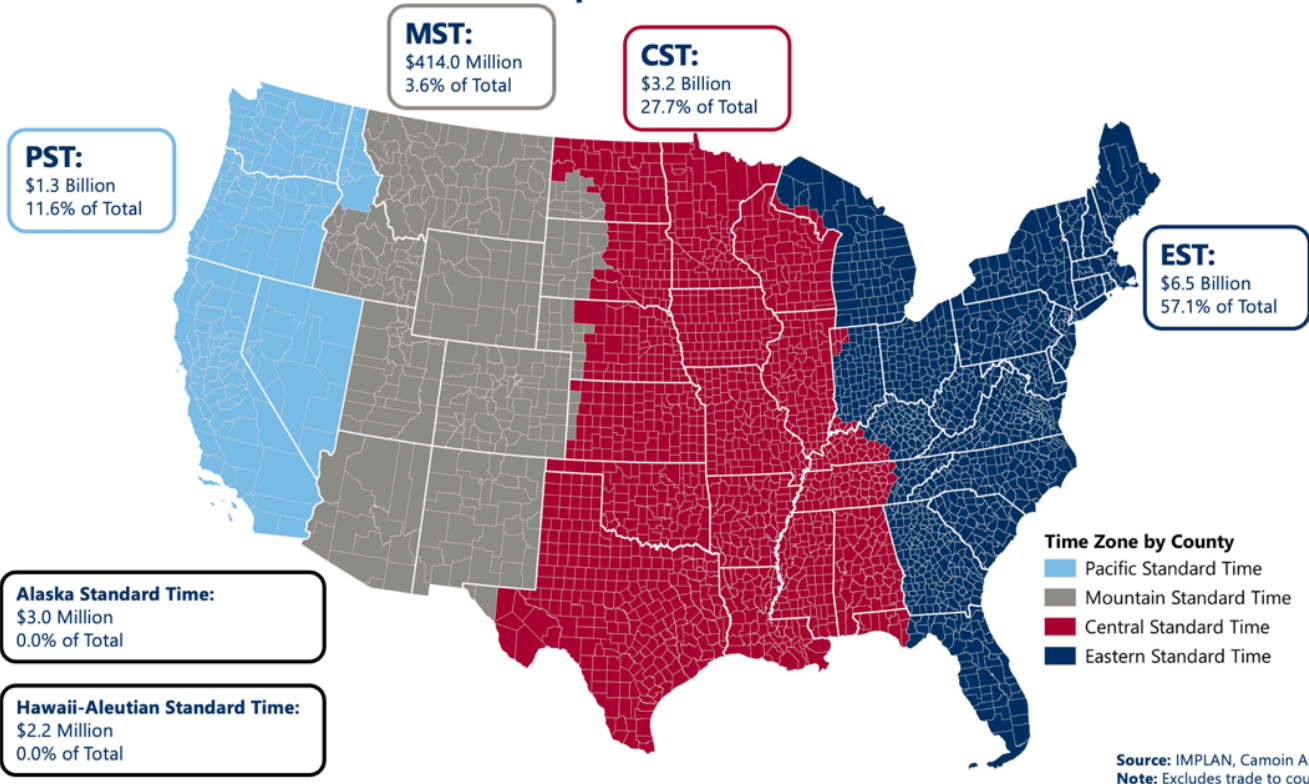 MST:
$414.0 Million
3.6% of Total
CST:
$3.2 Billion
27.7% of Total
PST:
$1.3 Billion
11.6% of Total
EST:
$6.5 Billion
57.1% of Total
Time Zone by County
Pacific Standard Time
Mountain Standard Time
Central Standard Time
Eastern Standard Time
Alaska Standard Time:
$3.0 Million
0.0% of Total
Hawaii-Aleutian Standard Time:
$2.2 Million
0.0% of Total
Source: IMPLAN, Camoin
Note: Excludes trade to